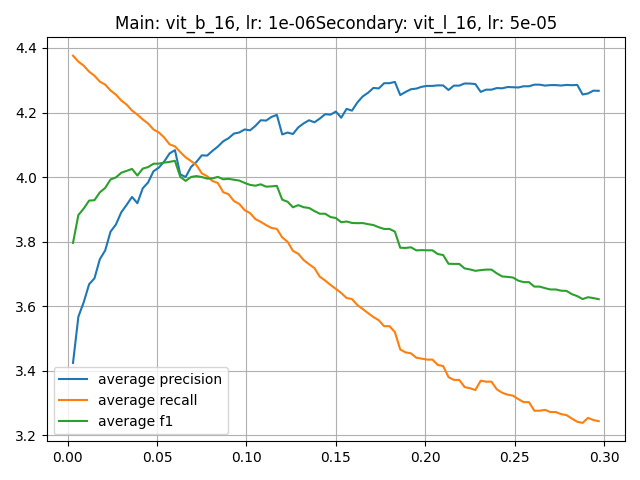 Main: vit_b_16, lr: 1e-06Secondary: vit_l_16, lr: 5e-05
4.4
4.2
4.0
3.8
3.6
3.4
3.2
average precision
average recall
average f1
0.00 0.05 0.10 0.15 0.20 0.25 0.30